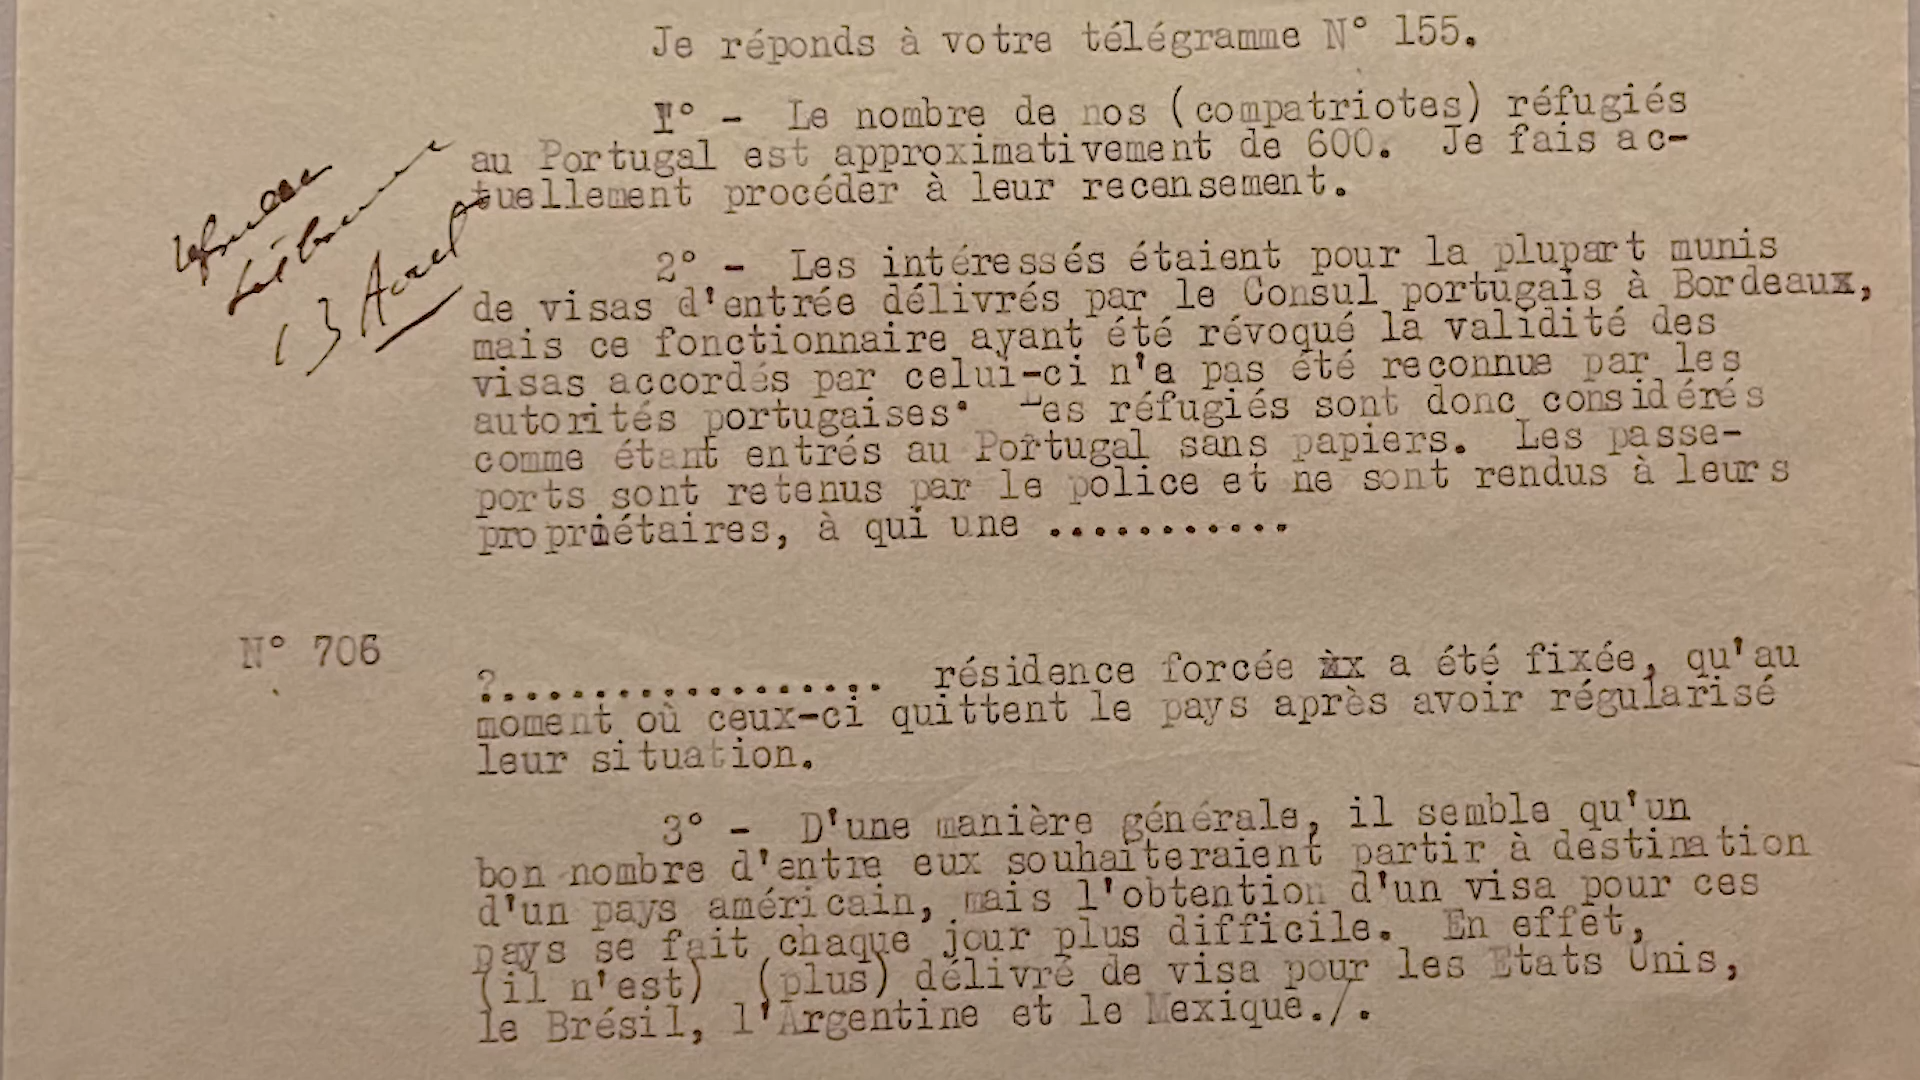 Je réponds à votre télégramme N° 155.
1° - Le nombre de nos (compatriotes) réfugiés
au Portugal est approximativement de 600. Je fais ac-
tuellement procéder à leur recensement.
13
2° - Les intéressés étaient pour la plupart munis
de visas d'entrée délivrés par le Consul portugais à Bordeaux,
mais ce fonctionnaire ayant été révoqué la validité des
visas accordés par celui-ci n'a pas été reconnue par les
autorités portugaises. Les réfugiés sont donc considérés
comme étant entrés au Portugal sans papiers. Les passe-
ports sont retenus par le police et ne sont rendus à leurs
propriétaires, à qui une ...........
N° 706
?.................. résidence forcée a été fixée, qu'au
moment où ceux-ci quittent le pays après avoir régularisé
leur situation.
3° - D'une manière générale, il semble qu'un
bon nombre d'entre eux souhaiteraient partir à destination
d'un pays américain, mais l'obtention d'un visa pour ces
pays se fait chaque jour plus difficile. En effet,
(il n'est) (plus) délivré de visa pour les Etats Unis,
le Brésil, l'Argentine et le Mexique./.